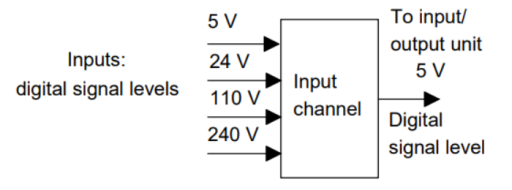 Inputs:
digital signal levels
5 V
24 V
110 V
240 V
Input
channel
To input/
output unit
5 V
Digital
signal level